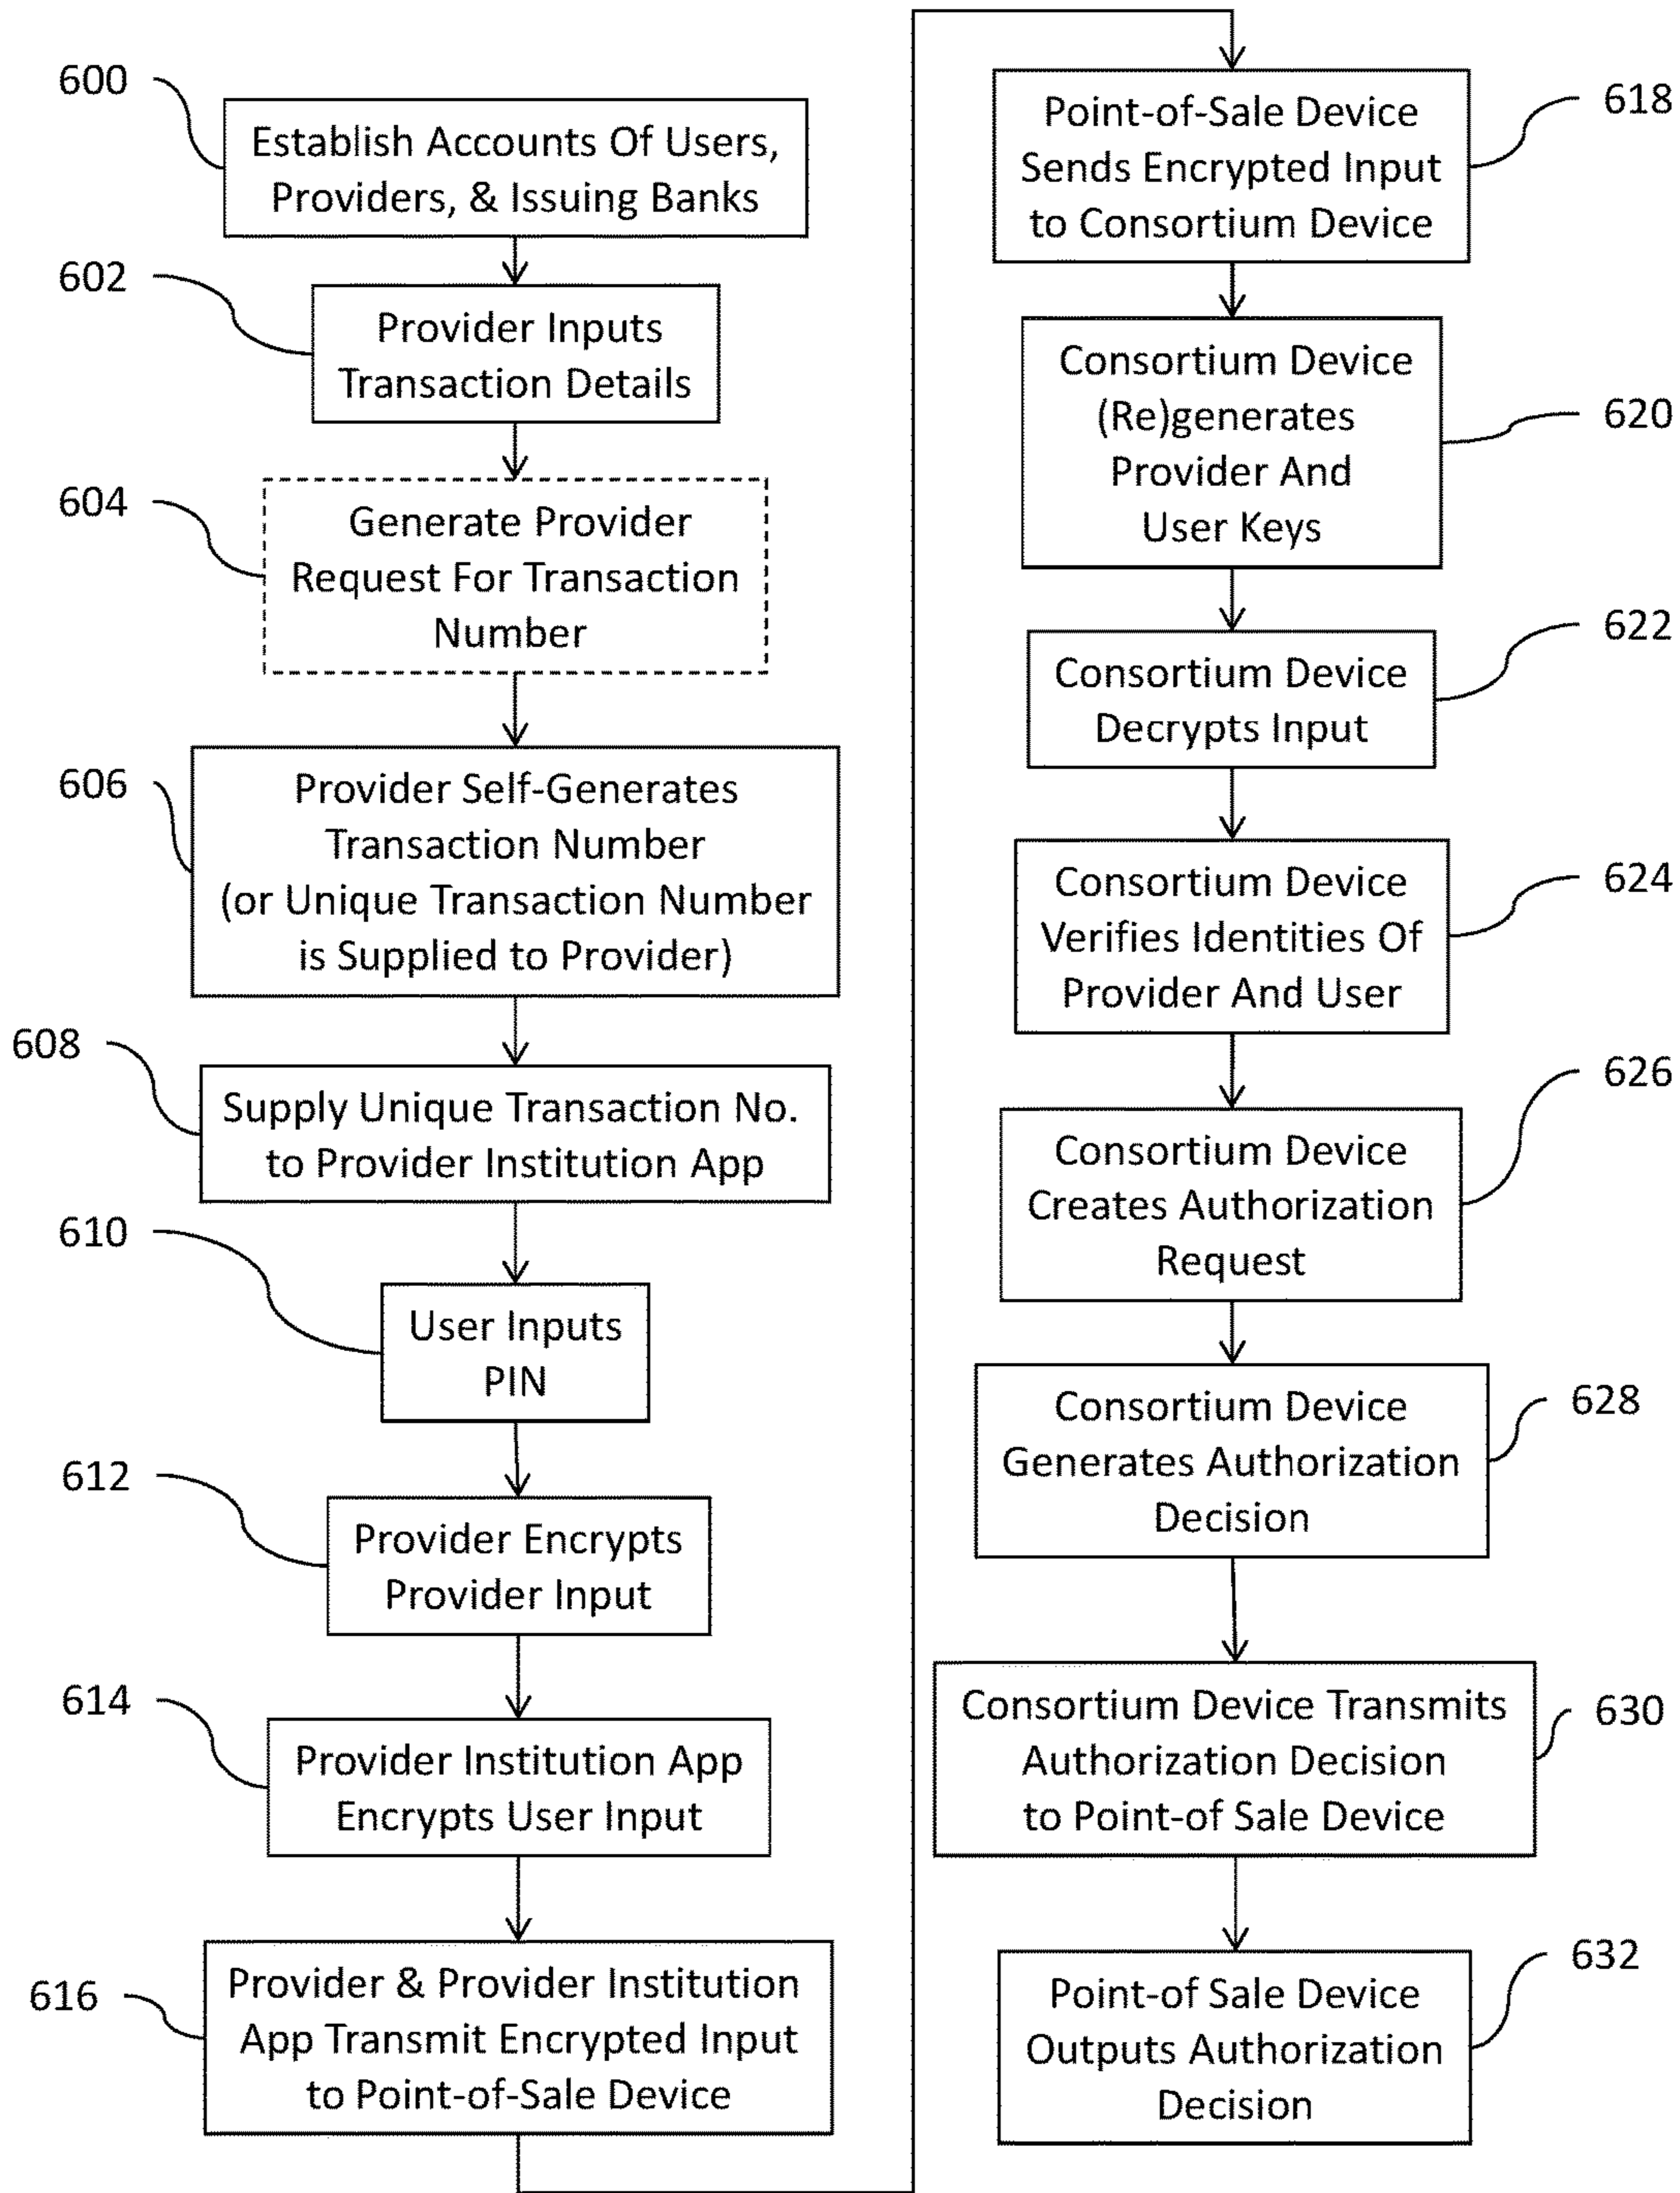 600
Establish Accounts Of Users,
Providers, & Issuing Banks
602
Provider Inputs
Transaction Details
604
Generate Provider
Request For Transaction
Number
606
Provider Self-Generates
Transaction Number
(or Unique Transaction Number
is Supplied to Provider)
608
Supply Unique Transaction No.
to Provider Institution App
610
User Inputs
PIN
612
Provider Encrypts
Provider Input
614
Provider Institution App
Encrypts User Input
616
Provider & Provider Institution
App Transmit Encrypted Input
to Point-of-Sale Device
618
Point-of-Sale Device
Sends Encrypted Input
to Consortium Device
620
Consortium Device
(Re)generates
Provider And
User Keys
622
Consortium Device
Decrypts Input
624
Consortium Device
Verifies Identities Of
Provider And User
626
Consortium Device
Creates Authorization
Request
628
Consortium Device
Generates Authorization
Decision
630
Consortium Device Transmits
Authorization Decision
to Point-of Sale Device
632
Point-of Sale Device
Outputs Authorization
Decision